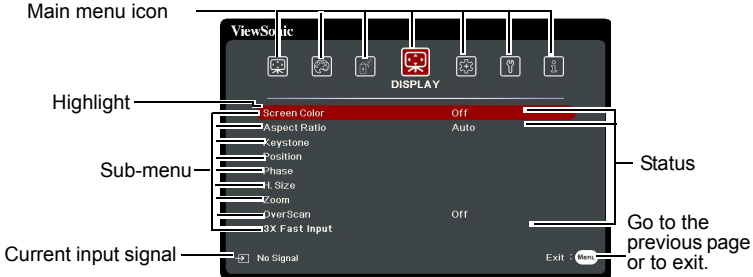 Main menu icon
ViewSonic
DISPLAY
Highlight
Screen Color Off
Aspect Ratio Auto
Keystone
Position
Sub-menu
Phase
Status
H. Size
Zoom
OverScan Off
3X Fast Input
Go to the
previous page
or to exit.
Current input signal
No Signal
Exit : Menu